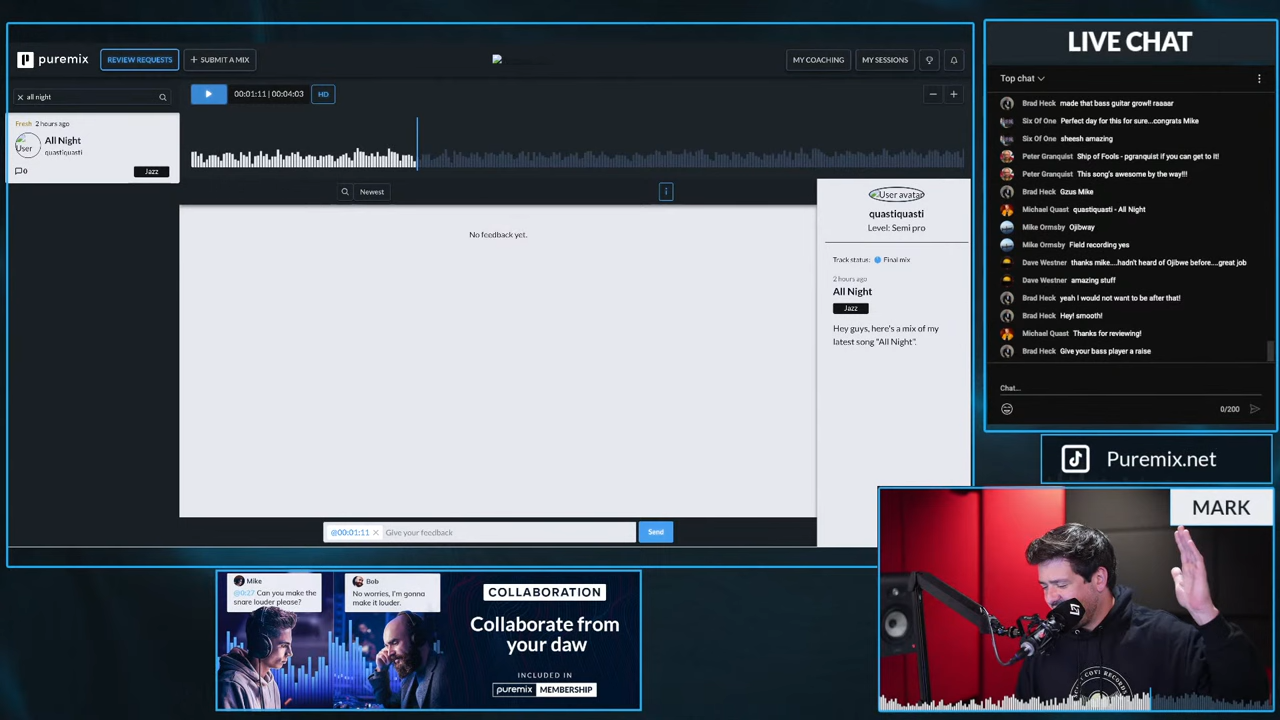 puremix
REVIEW REQUESTS
+ SUBMIT A MIX
MY COACHING
MY SESSIONS
all night
00:01:11 | 00:04:03
HD
Fresh 2 hours ago
User
All Night
quastiquasti
0
Jazz
Newest
i
No feedback yet.
@00:01:11 × Give your feedback
Send
User avatar
quastiquasti
Level: Semi pro
Track status: Final mix
2 hours ago
All Night
Jazz
Hey guys, here's a mix of my
latest song "All Night".
LIVE CHAT
Top chat
Brad Heck made that bass guitar growl! raaaar
Six Of One Perfect day for this for sure...congrats Mike
Six Of One sheesh amazing
Peter Granquist Ship of Fools - pgranquist if you can get to it!
Peter Granquist This song's awesome by the way!!!
Brad Heck Gzus Mike
Michael Quast quastiquasti - All Night
Mike Ormsby Ojibway
Mike Ormsby Field recording yes
Dave Westner thanks mike....hadn't heard of Ojibwe before....great job
Dave Westner amazing stuff
Brad Heck yeah I would not want to be after that!
Brad Heck Hey! smooth!
Michael Quast Thanks for reviewing!
Brad Heck Give your bass player a raise
Chat...
0/200
Puremix.net
MARK
Mike
@0:27 Can you make the
snare louder please?
Bob
No worries, I'm gonna
make it louder.
COLLABORATION
Collaborate from
your daw
INCLUDED IN
puremix MEMBERSHIP